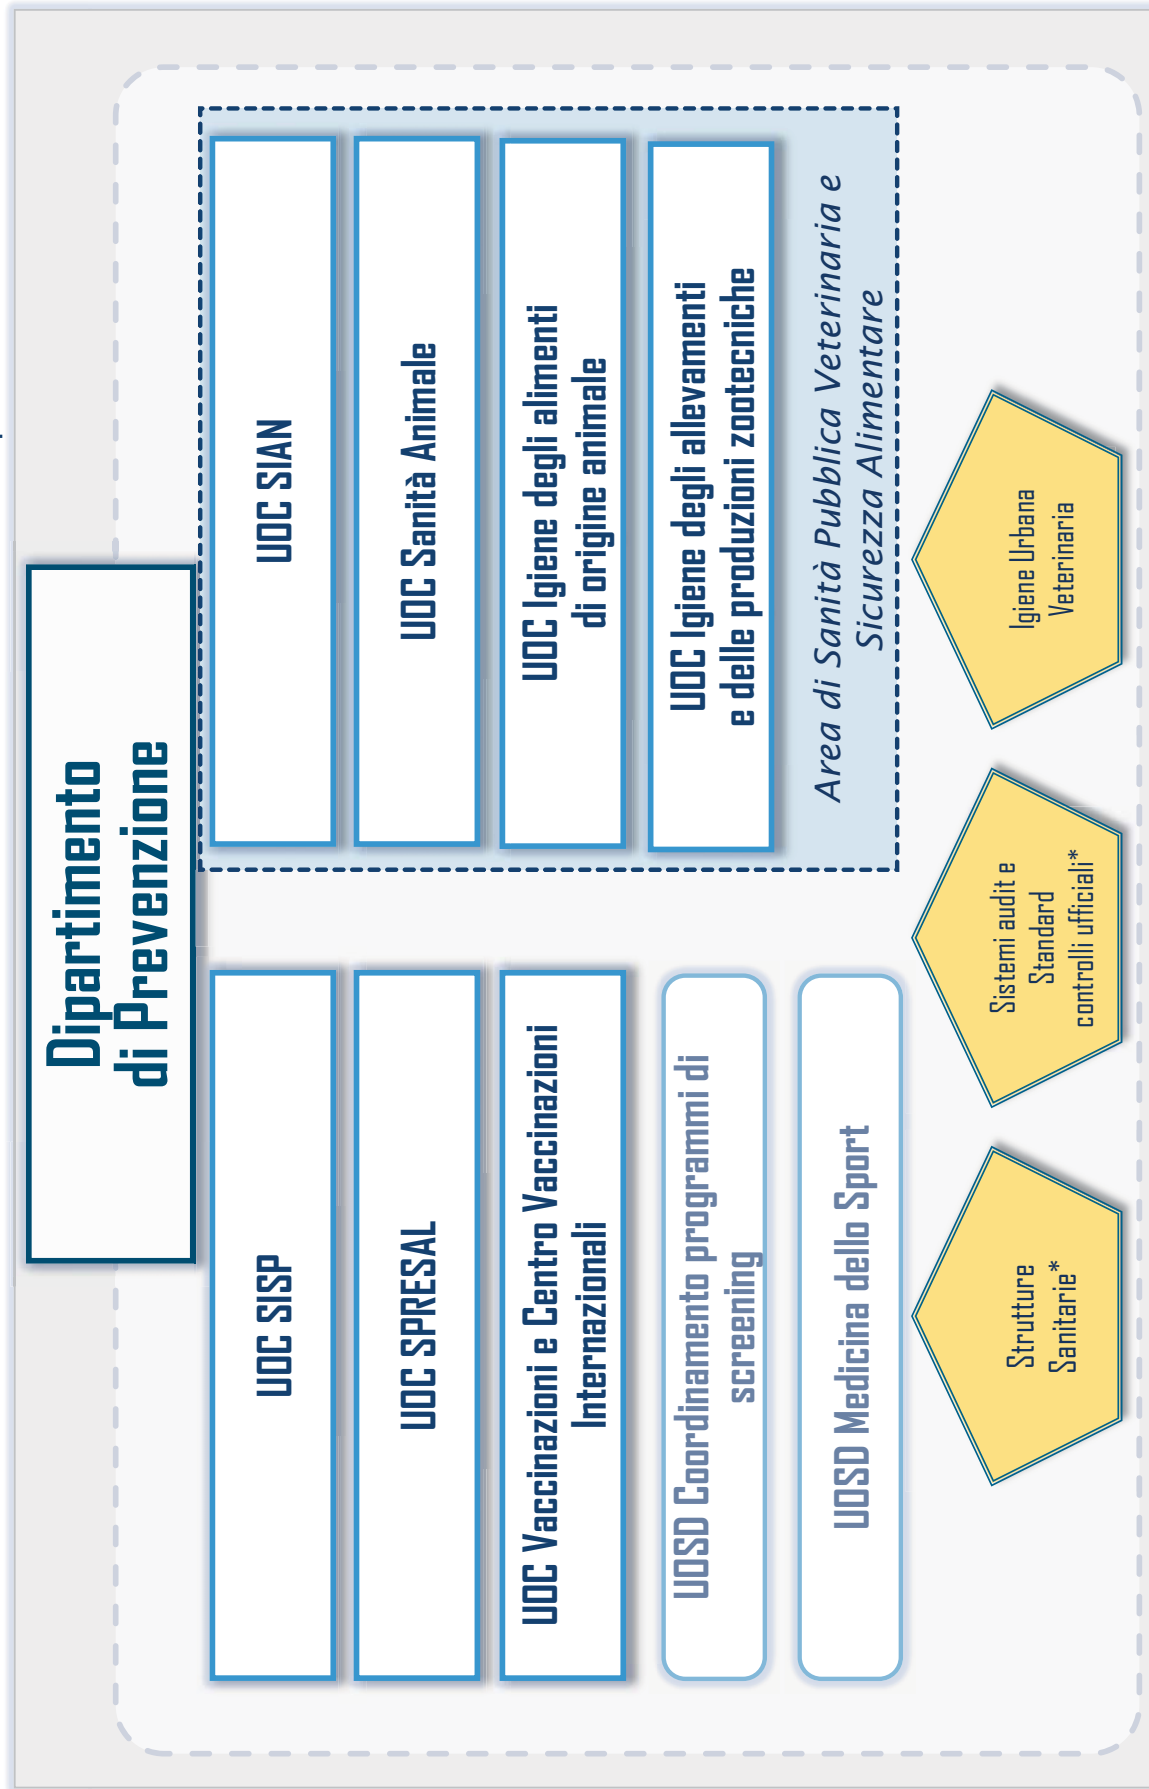 Dipartimento
di Prevenzione
UOC SISP
UOC SPRESAL
UOC Vaccinazioni e Centro Vaccinazioni
Internazionali
UOSD Coordinamento programmi di
screening
UOSD Medicina dello Sport
UOC SIAN
UOC Sanità Animale
UOC Igiene degli alimenti
di origine animale
UOC Igiene degli allevamenti
e delle produzioni zootecniche
Area di Sanità Pubblica Veterinaria e
Sicurezza Alimentare
Strutture
Sanitarie*
Sistemi audit e
Standard
controlli ufficiali*
Igiene Urbana
Veterinaria